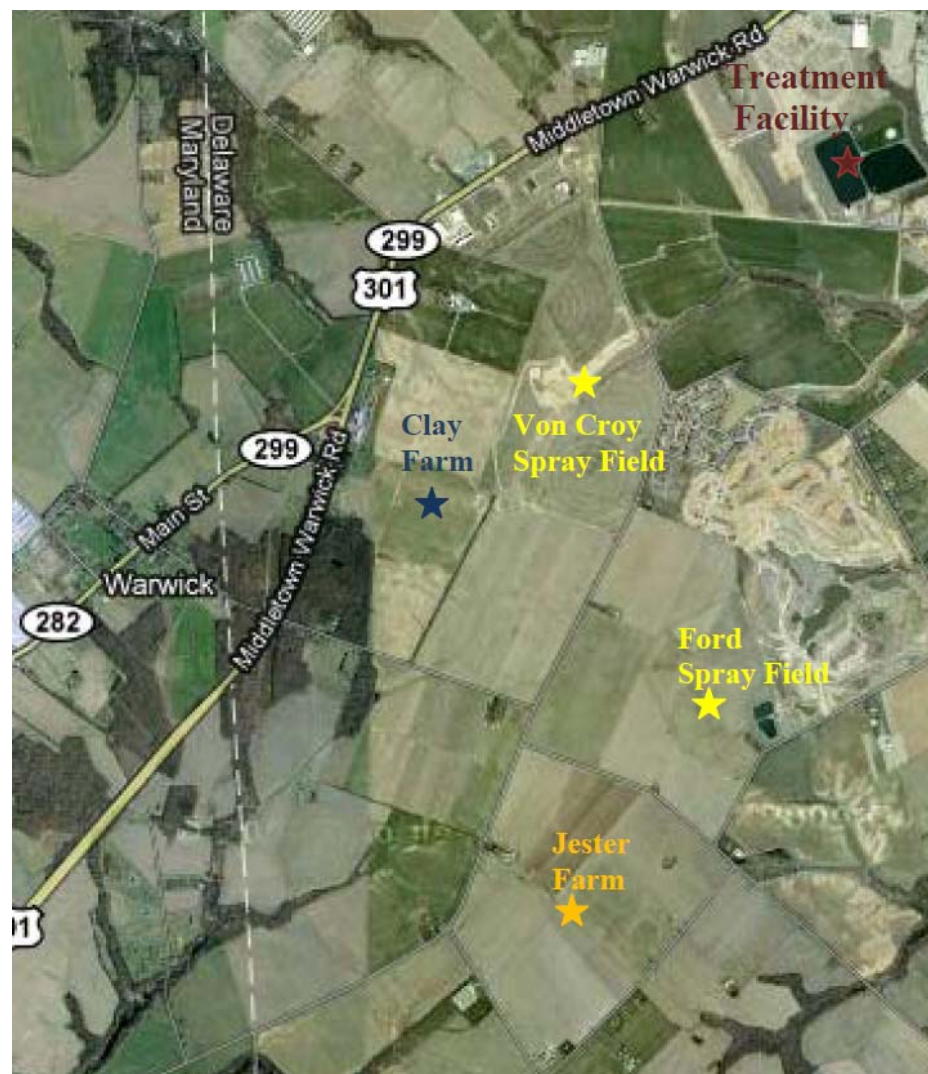 Middletown Warwick Rd
Treatment
Facility
Delaware
Maryland
299
301
Clay
Farm
Von Croy
Spray Field
299
Main St
Middletown Warwick Rd
Warwick
282
Ford
Spray Field
Jester
Farm
01